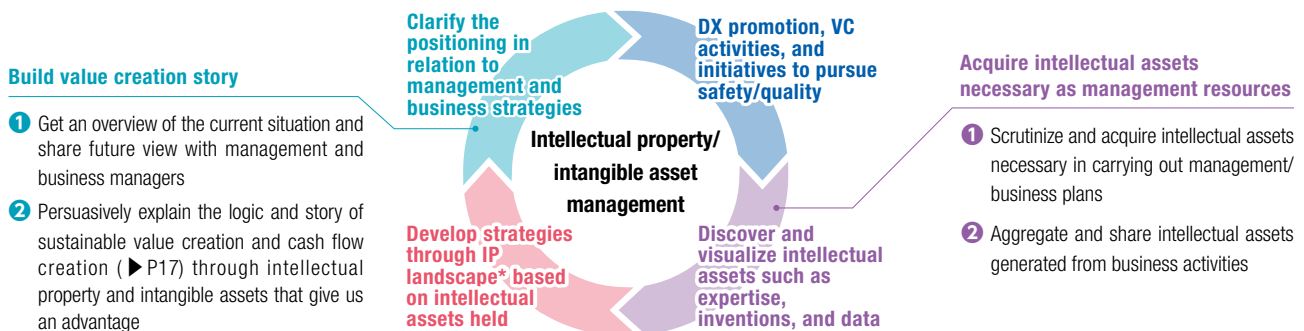 Build value creation story
❶ Get an overview of the current situation and
share future view with management and
business managers
❷ Persuasively explain the logic and story of
sustainable value creation and cash flow
creation (▶P17) through intellectual
property and intangible assets that give us
an advantage
Clarify the
positioning in
relation to
management and
business strategies
DX promotion, VC
activities, and
initiatives to pursue
safety/quality
Intellectual property/
intangible asset
management
Develop strategies
through IP
landscape* based
on intellectual
assets held
Discover and
visualize intellectual
assets such as
expertise,
inventions, and data
Acquire intellectual assets
necessary as management resources
❶ Scrutinize and acquire intellectual assets
necessary in carrying out management/
business plans
❷ Aggregate and share intellectual assets
generated from business activities